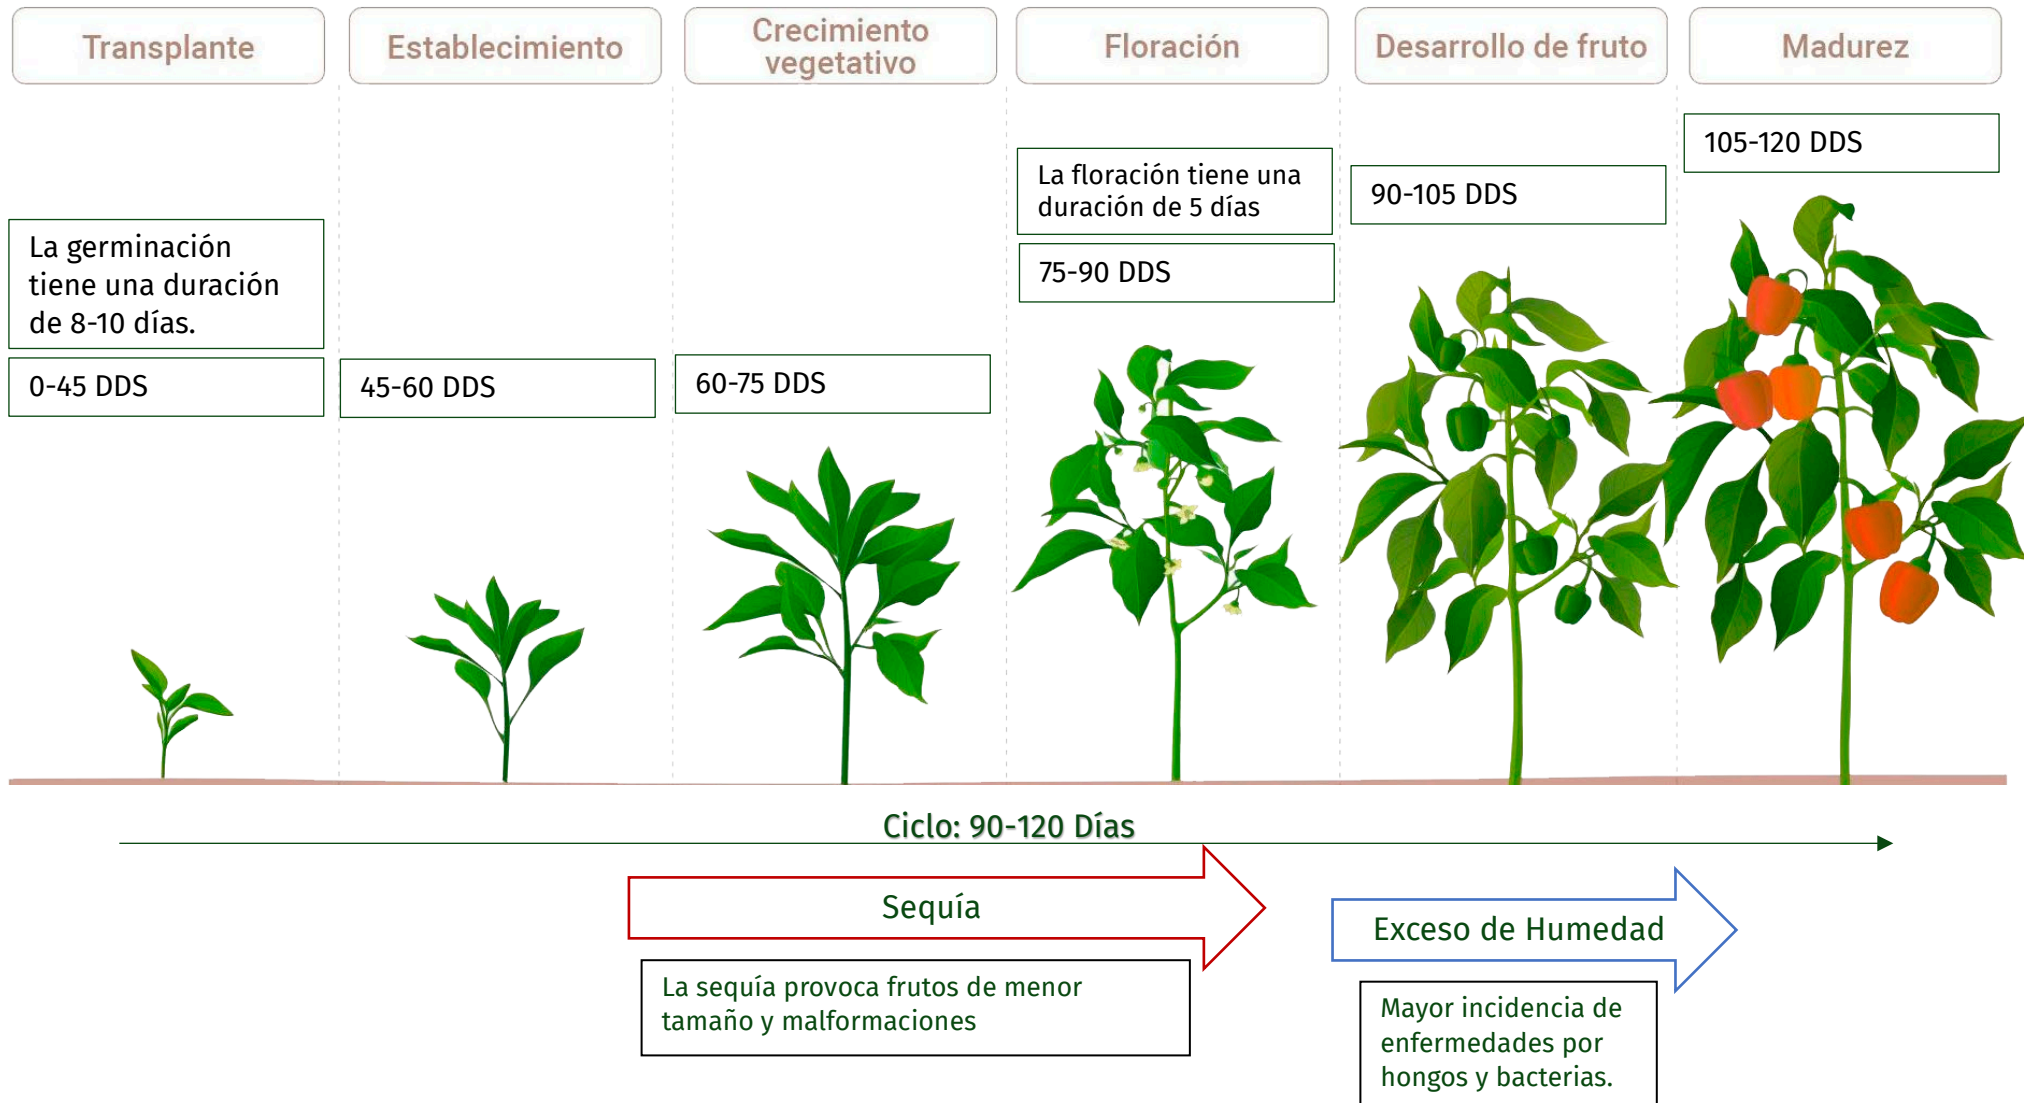 Transplante
Establecimiento
Crecimiento
vegetativo
Floración
Desarrollo de fruto
Madurez
La germinación
tiene una duración
de 8-10 días.
0-45 DDS
45-60 DDS
60-75 DDS
La floración tiene una
duración de 5 días
75-90 DDS
90-105 DDS
105-120 DDS
Ciclo: 90-120 Días
Sequía
La sequía provoca frutos de menor
tamaño y malformaciones
Exceso de Humedad
Mayor incidencia de
enfermedades por
hongos y bacterias.